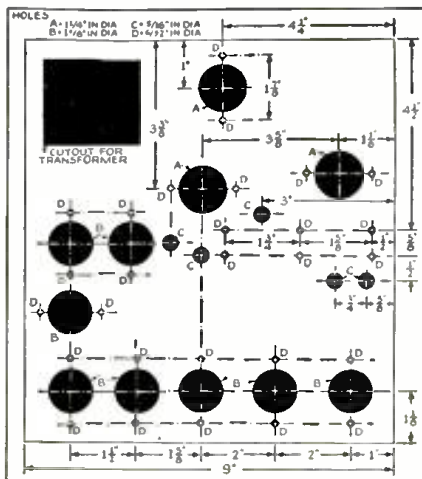 HOLES
A=1 1/4" IN DIA C=5/16" IN DIA
B=1 1/8" IN DIA D=4/32" IN DIA
4 1/4"
1"
D
1 7/8"
D
A
4 1/2"
3 3/8"
3 5/8"
1 1/8"
CUTOUT FOR
TRANSFORMER
A
A
D
D
D
D
3"
C
D
D
D
D
D
D
1 3/4"
1 5/8"
1/2"
5/8"
C
C
D
D
D
D
D
1/2"
C
3/4"
5/8"
D
D
B
D
D
D
D
D
B
B
B
B
D
D
D
D
D
1 1/8"
1 1/2"
1 5/8"
2"
2"
1"
9"